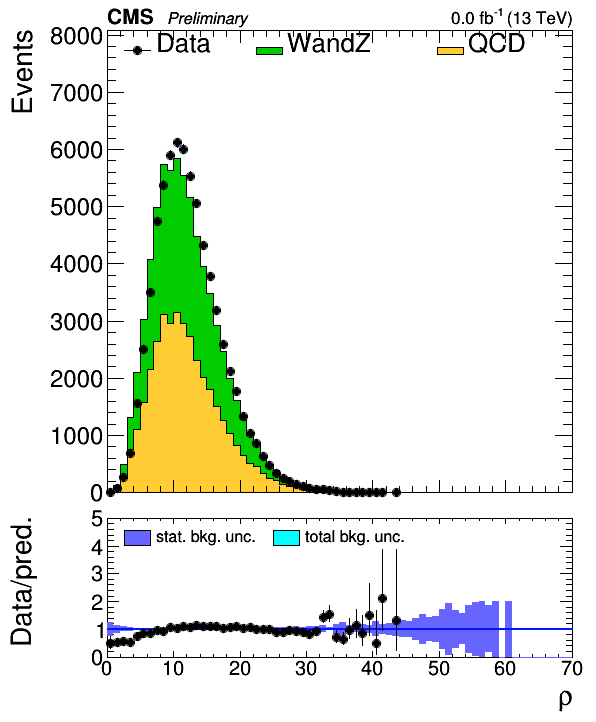 CMS Preliminary 0.0 fb-1 (13 TeV)
Events
Data WandZ QCD
8000
7000
6000
5000
4000
3000
2000
1000
0
Data/pred.
stat. bkg. unc. total bkg. unc.
5
4
3
2
1
0
0 10 20 30 40 50 60 70
ρ